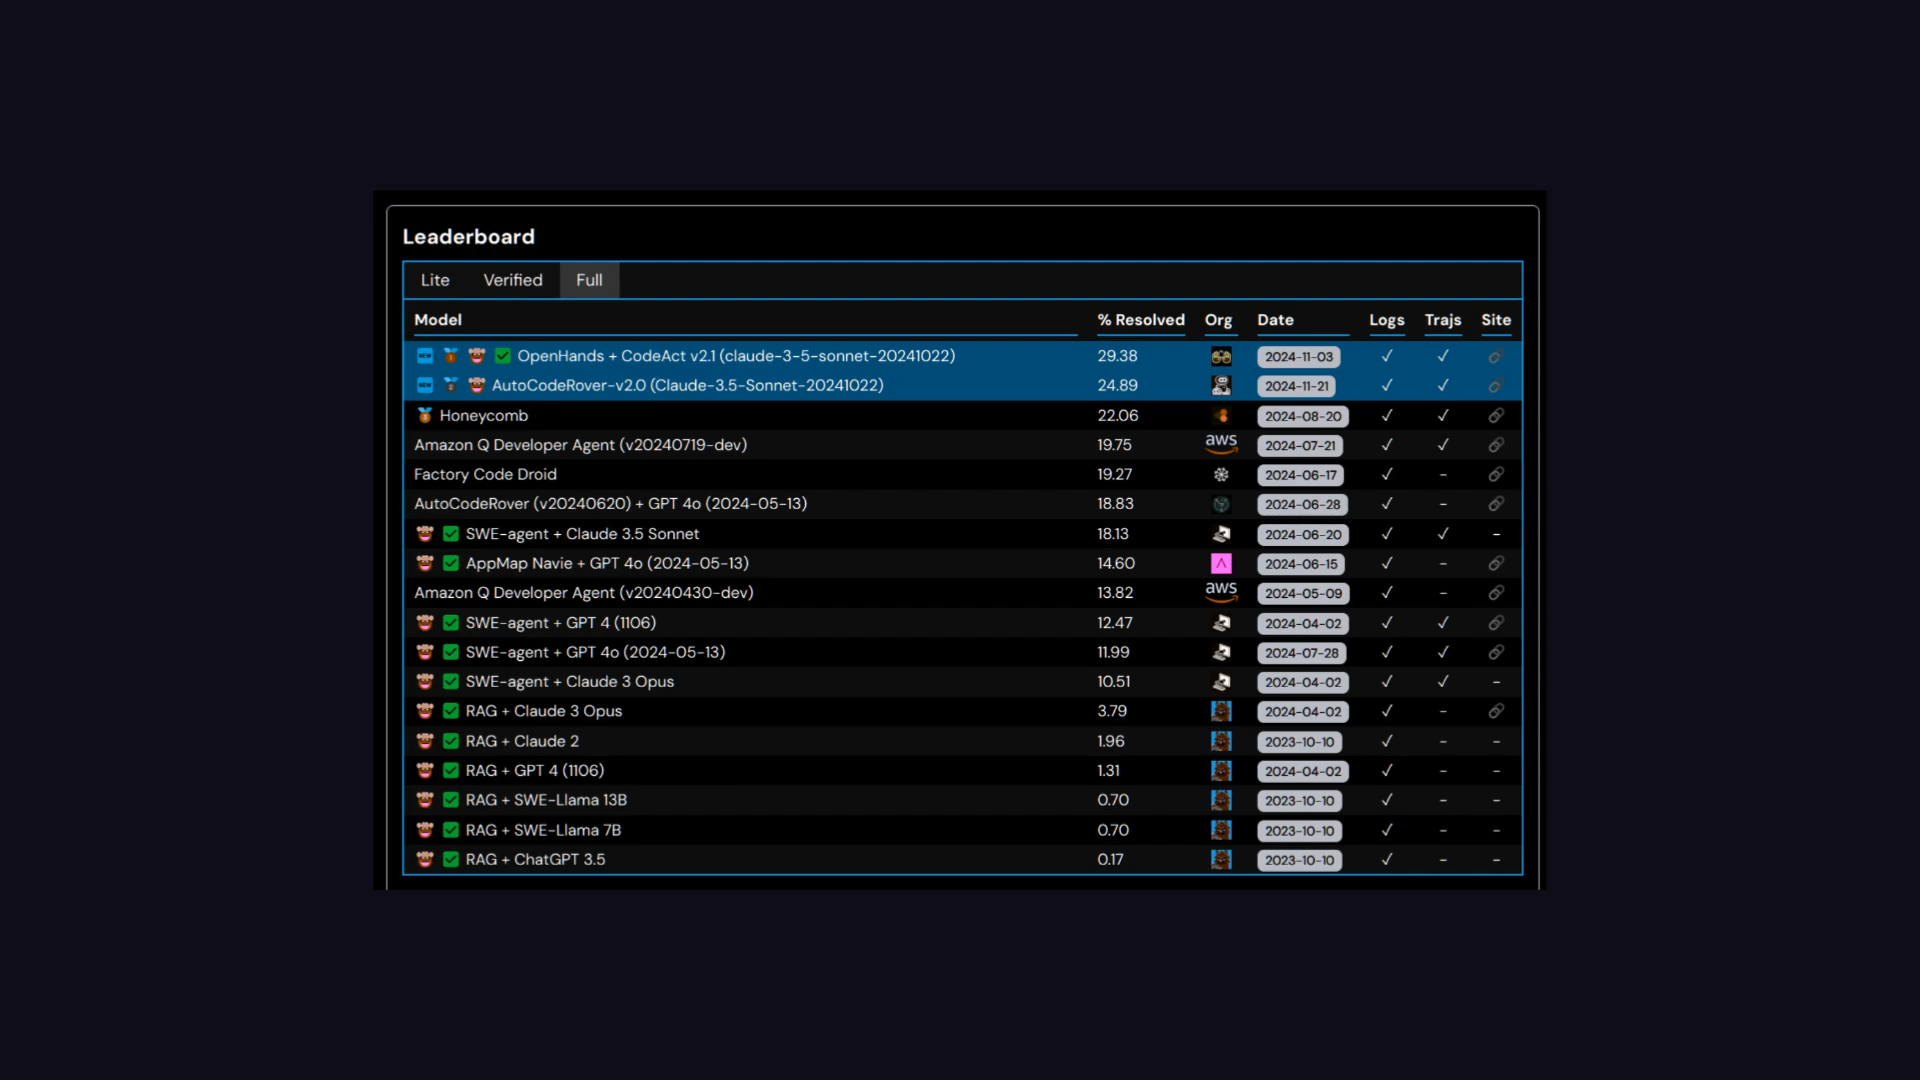 Leaderboard
Lite Verified Full
Model % Resolved Org Date Logs Trajs Site
OpenHands + CodeAct v2.1 (claude-3-5-sonnet-20241022) 29.38 2024-11-03 ✓ ✓
AutoCodeRover-v2.0 (Claude-3.5-Sonnet-20241022) 24.89 2024-11-21 ✓ ✓
Honeycomb 22.06 2024-08-20 ✓ ✓
Amazon Q Developer Agent (v20240719-dev) 19.75 aws 2024-07-21 ✓ ✓
Factory Code Droid 19.27 2024-06-17 ✓ -
AutoCodeRover (v20240620) + GPT 4o (2024-05-13) 18.83 2024-06-28 ✓ -
SWE-agent + Claude 3.5 Sonnet 18.13 2024-06-20 ✓ ✓ -
AppMap Navie + GPT 4o (2024-05-13) 14.60 2024-06-15 ✓ -
Amazon Q Developer Agent (v20240430-dev) 13.82 aws 2024-05-09 ✓ -
SWE-agent + GPT 4 (1106) 12.47 2024-04-02 ✓ ✓
SWE-agent + GPT 4o (2024-05-13) 11.99 2024-07-28 ✓ ✓
SWE-agent + Claude 3 Opus 10.51 2024-04-02 ✓ ✓ -
RAG + Claude 3 Opus 3.79 2024-04-02 ✓ -
RAG + Claude 2 1.96 2023-10-10 ✓ - -
RAG + GPT 4 (1106) 1.31 2024-04-02 ✓ - -
RAG + SWE-Llama 13B 0.70 2023-10-10 ✓ - -
RAG + SWE-Llama 7B 0.70 2023-10-10 ✓ - -
RAG + ChatGPT 3.5 0.17 2023-10-10 ✓ - -